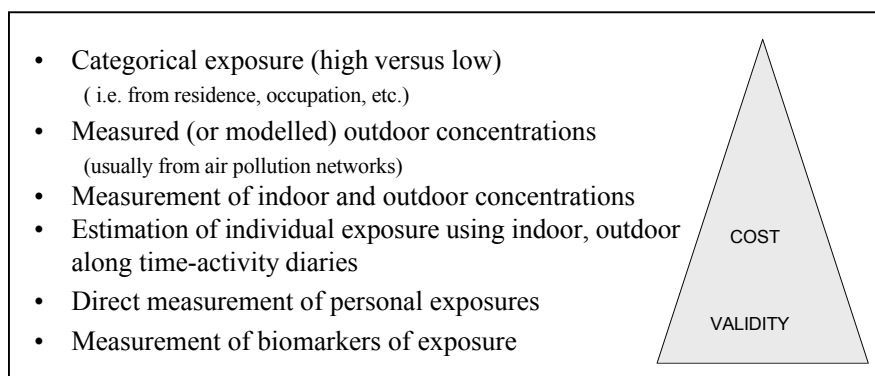 • Categorical exposure (high versus low)
( i.e. from residence, occupation, etc.)
• Measured (or modelled) outdoor concentrations
(usually from air pollution networks)
• Measurement of indoor and outdoor concentrations
• Estimation of individual exposure using indoor, outdoor
along time-activity diaries
• Direct measurement of personal exposures
• Measurement of biomarkers of exposure
COST
VALIDITY